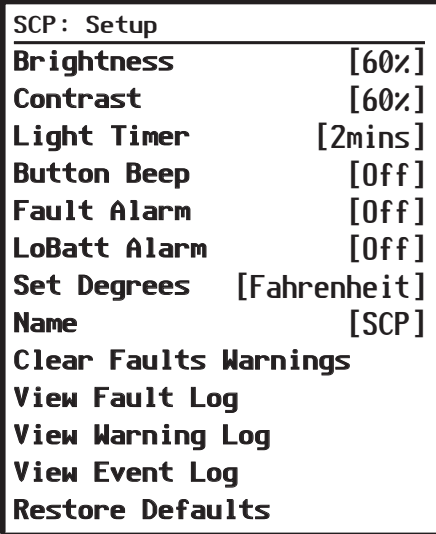 SCP: Setup
Brightness [60%]
Contrast [60%]
Light Timer [2mins]
Button Beep [Off]
Fault Alarm [Off]
LoBatt Alarm [Off]
Set Degrees [Fahrenheit]
Name [SCP]
Clear Faults Warnings
View Fault Log
View Warning Log
View Event Log
Restore Defaults